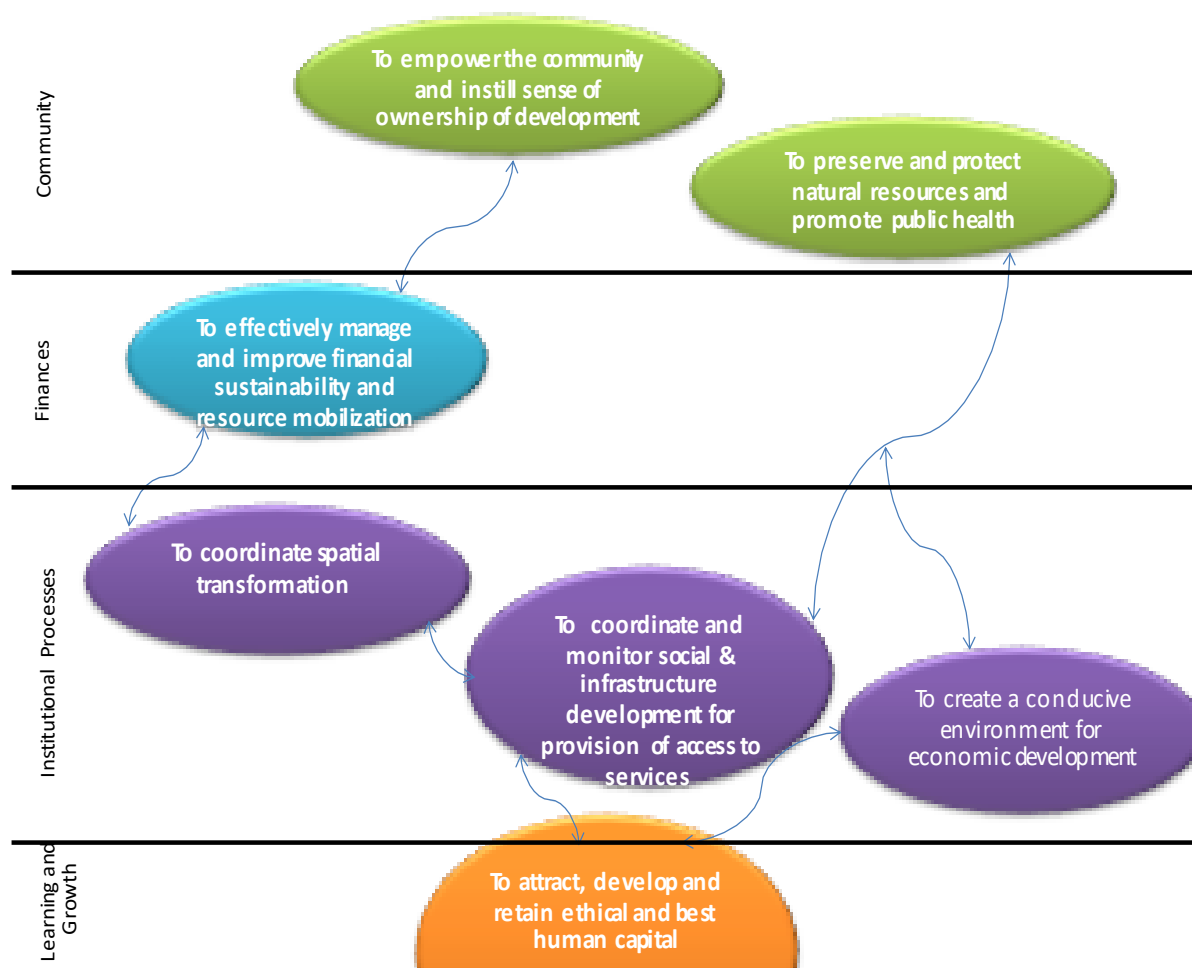 Community
To empower the community
and instill sense of
ownership of development
To preserve and protect
natural resources and
promote public health
Finances
To effectively manage
and improve financial
sustainability and
resource mobilization
Institutional Processes
To coordinate spatial
transformation
To coordinate and
monitor social &
infrastructure
development for
provision of access to
services
To create a conducive
environment for
economic development
Learning and
Growth
To attract, develop and
retain ethical and best
human capital